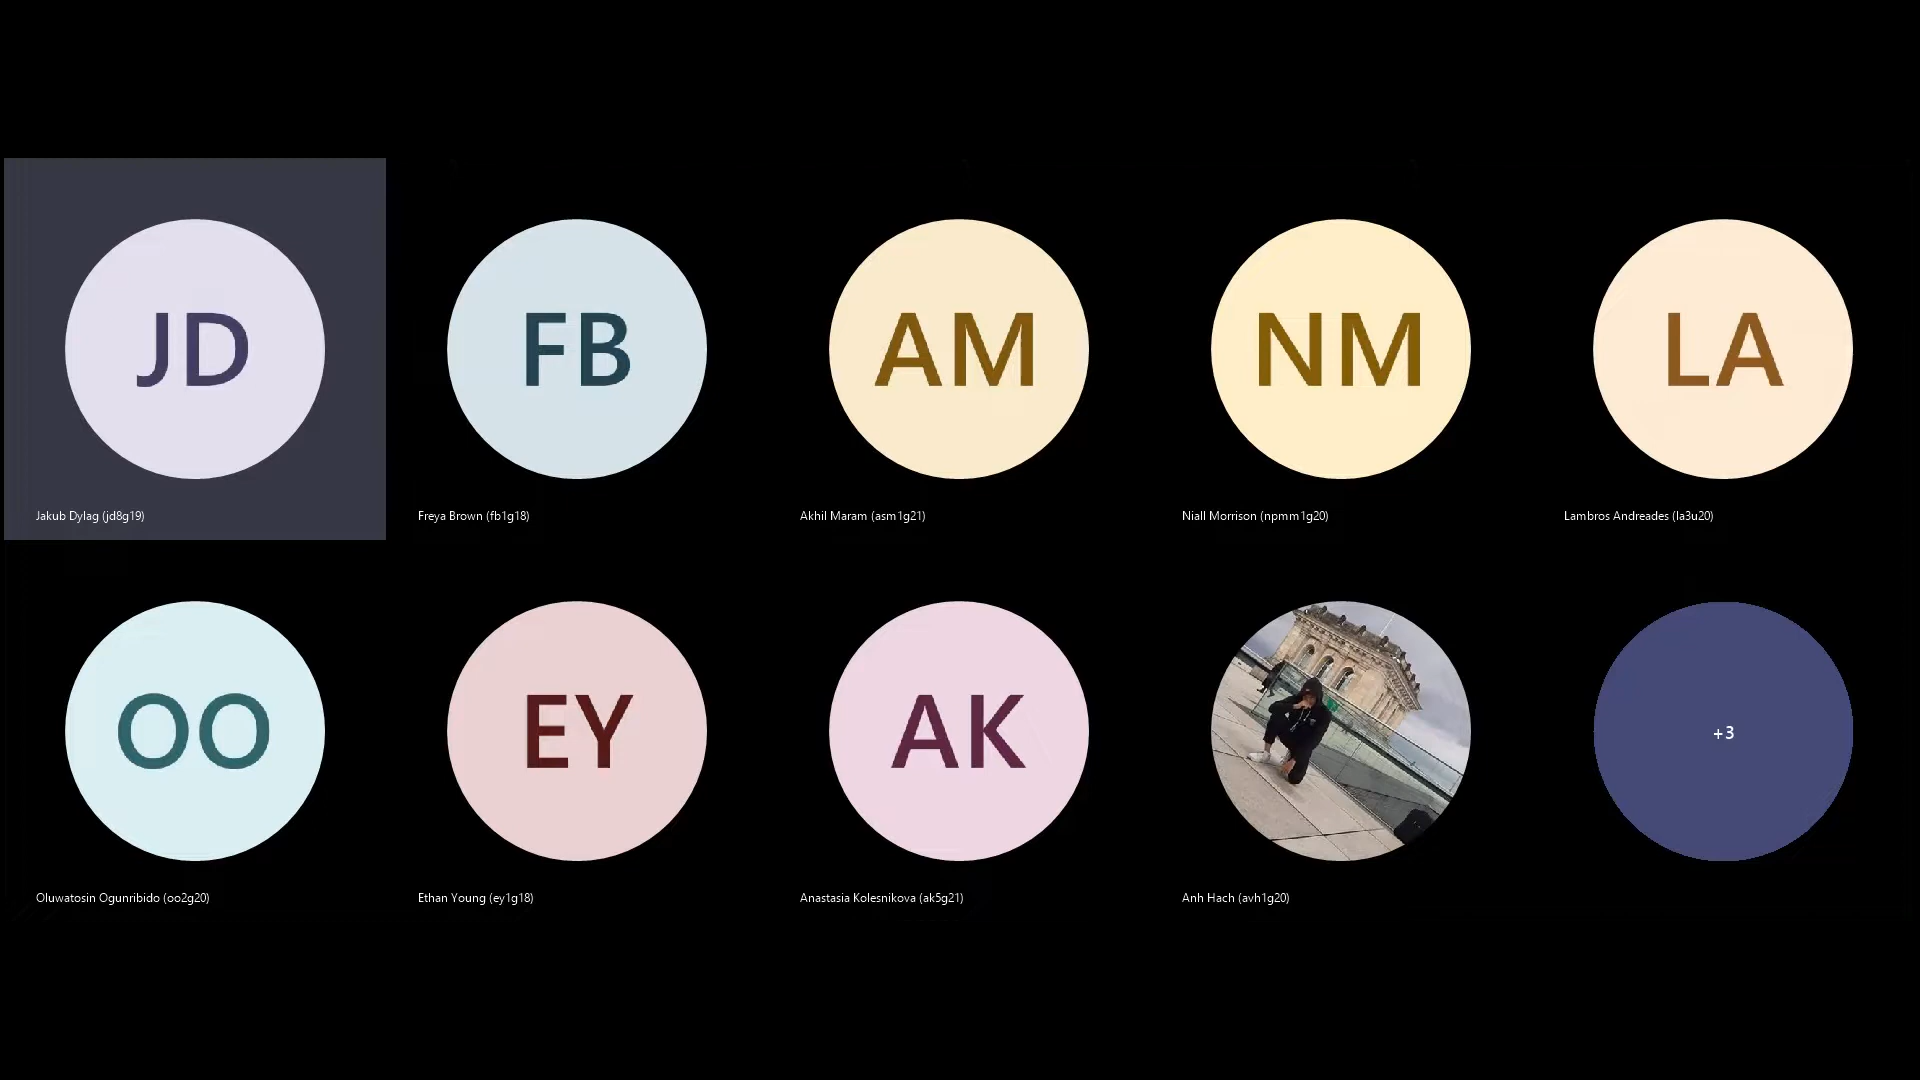 JD
FB
AM
NM
LA
Jakub Dylag (jd8g19)
Freya Brown (fb1g18)
Akhil Maram (asm1g21)
Niall Morrison (npmm1g20)
Lambros Andreades (la3u20)
OO
EY
AK
+3
Oluwatosin Ogunribido (oo2g20)
Ethan Young (ey1g18)
Anastasia Kolesnikova (ak5g21)
Anh Hach (avh1g20)